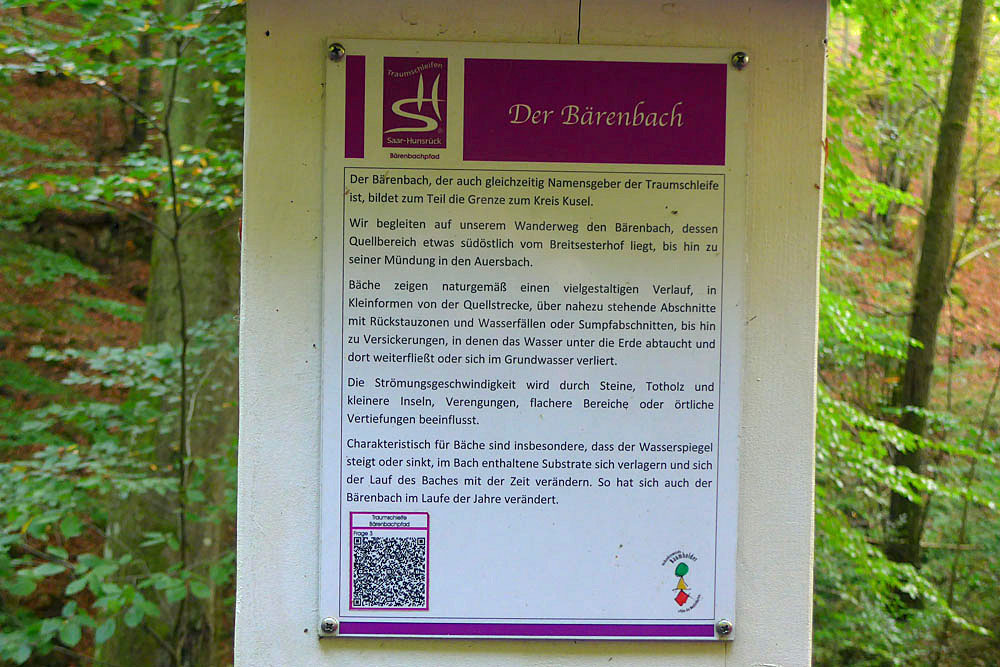 Traumschleifen
Saar-Hunsrück
Bärenbachpfad
Der Bärenbach
Der Bärenbach, der auch gleichzeitig Namensgeber der Traumschleife
ist, bildet zum Teil die Grenze zum Kreis Kusel.
Wir begleiten auf unserem Wanderweg den Bärenbach, dessen
Quellbereich etwas südöstlich vom Breitsesterhof liegt, bis hin zu
seiner Mündung in den Auersbach.
Bäche zeigen naturgemäß einen vielgestaltigen Verlauf, in
Kleinformen von der Quellstrecke, über nahezu stehende Abschnitte
mit Rückstauzonen und Wasserfällen oder Sumpfabschnitten, bis hin
zu Versickerungen, in denen das Wasser unter die Erde abtaucht und
dort weiterfließt oder sich im Grundwasser verliert.
Die Strömungsgeschwindigkeit wird durch Steine, Totholz und
kleinere Inseln, Verengungen, flachere Bereiche oder örtliche
Vertiefungen beeinflusst.
Charakteristisch für Bäche sind insbesondere, dass der Wasserspiegel
steigt oder sinkt, im Bach enthaltene Substrate sich verlagern und sich
der Lauf des Baches mit der Zeit verändern. So hat sich auch der
Bärenbach im Laufe der Jahre verändert.
Traumschleife
Bärenbachpfad
Frage 3
Baumholder